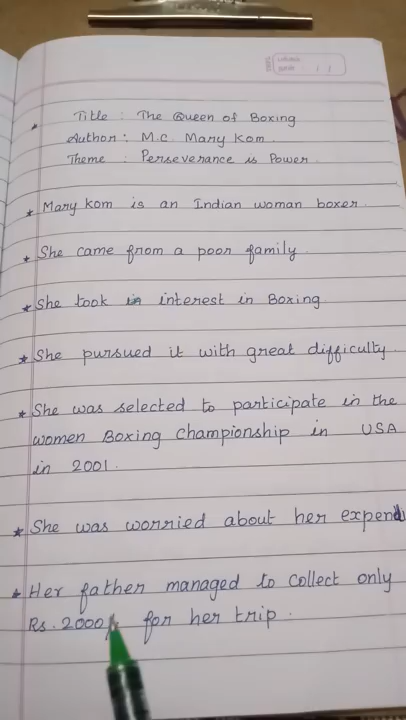 Title : The Queen of Boxing
Author : M.C. Mary Kom
Theme : Perseverance is Power
* Mary Kom is an Indian woman boxer
* She came from a poor family
* She took interest in Boxing
* She pursued it with great difficulty
* She was selected to participate in the
women Boxing championship in USA
in 2001.
* She was worried about her expend
* Her father managed to collect only
Rs. 2000/ for her trip.